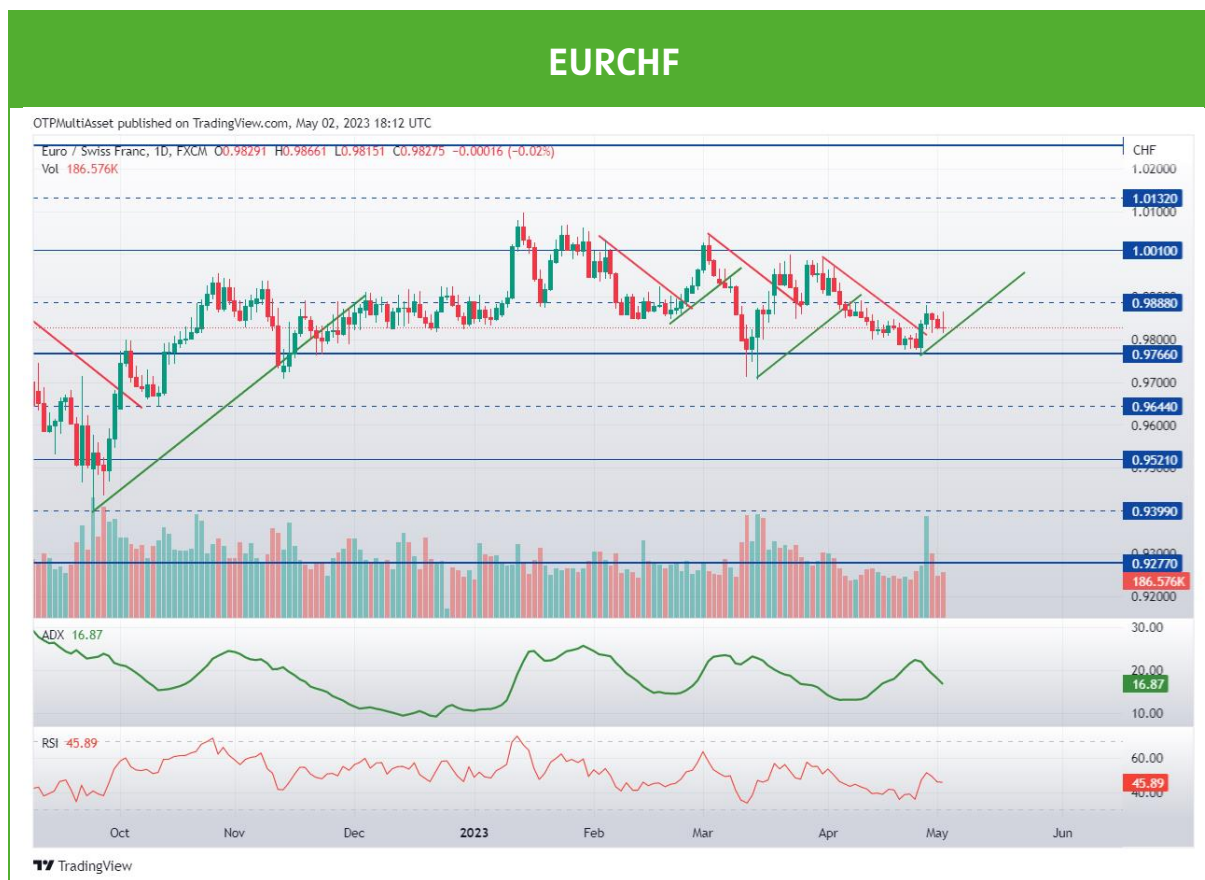 EURCHF
OTPMultiAsset published on TradingView.com, May 02, 2023 18:12 UTC
Euro / Swiss Franc, 1D, FXCM O0.98291 H0.98661 L0.98151 C0.98275 −0.00016 (−0.02%)
Vol 186.576K
CHF
1.02000
1.01320
1.01000
1.00100
0.98880
0.98000
0.97660
0.97000
0.96440
0.96000
0.95210
0.93990
0.92770
186.576K
0.92000
ADX 16.87
30.00
20.00
16.87
10.00
RSI 45.89
60.00
45.89
40.00
Oct Nov Dec 2023 Feb Mar Apr May Jun
TradingView